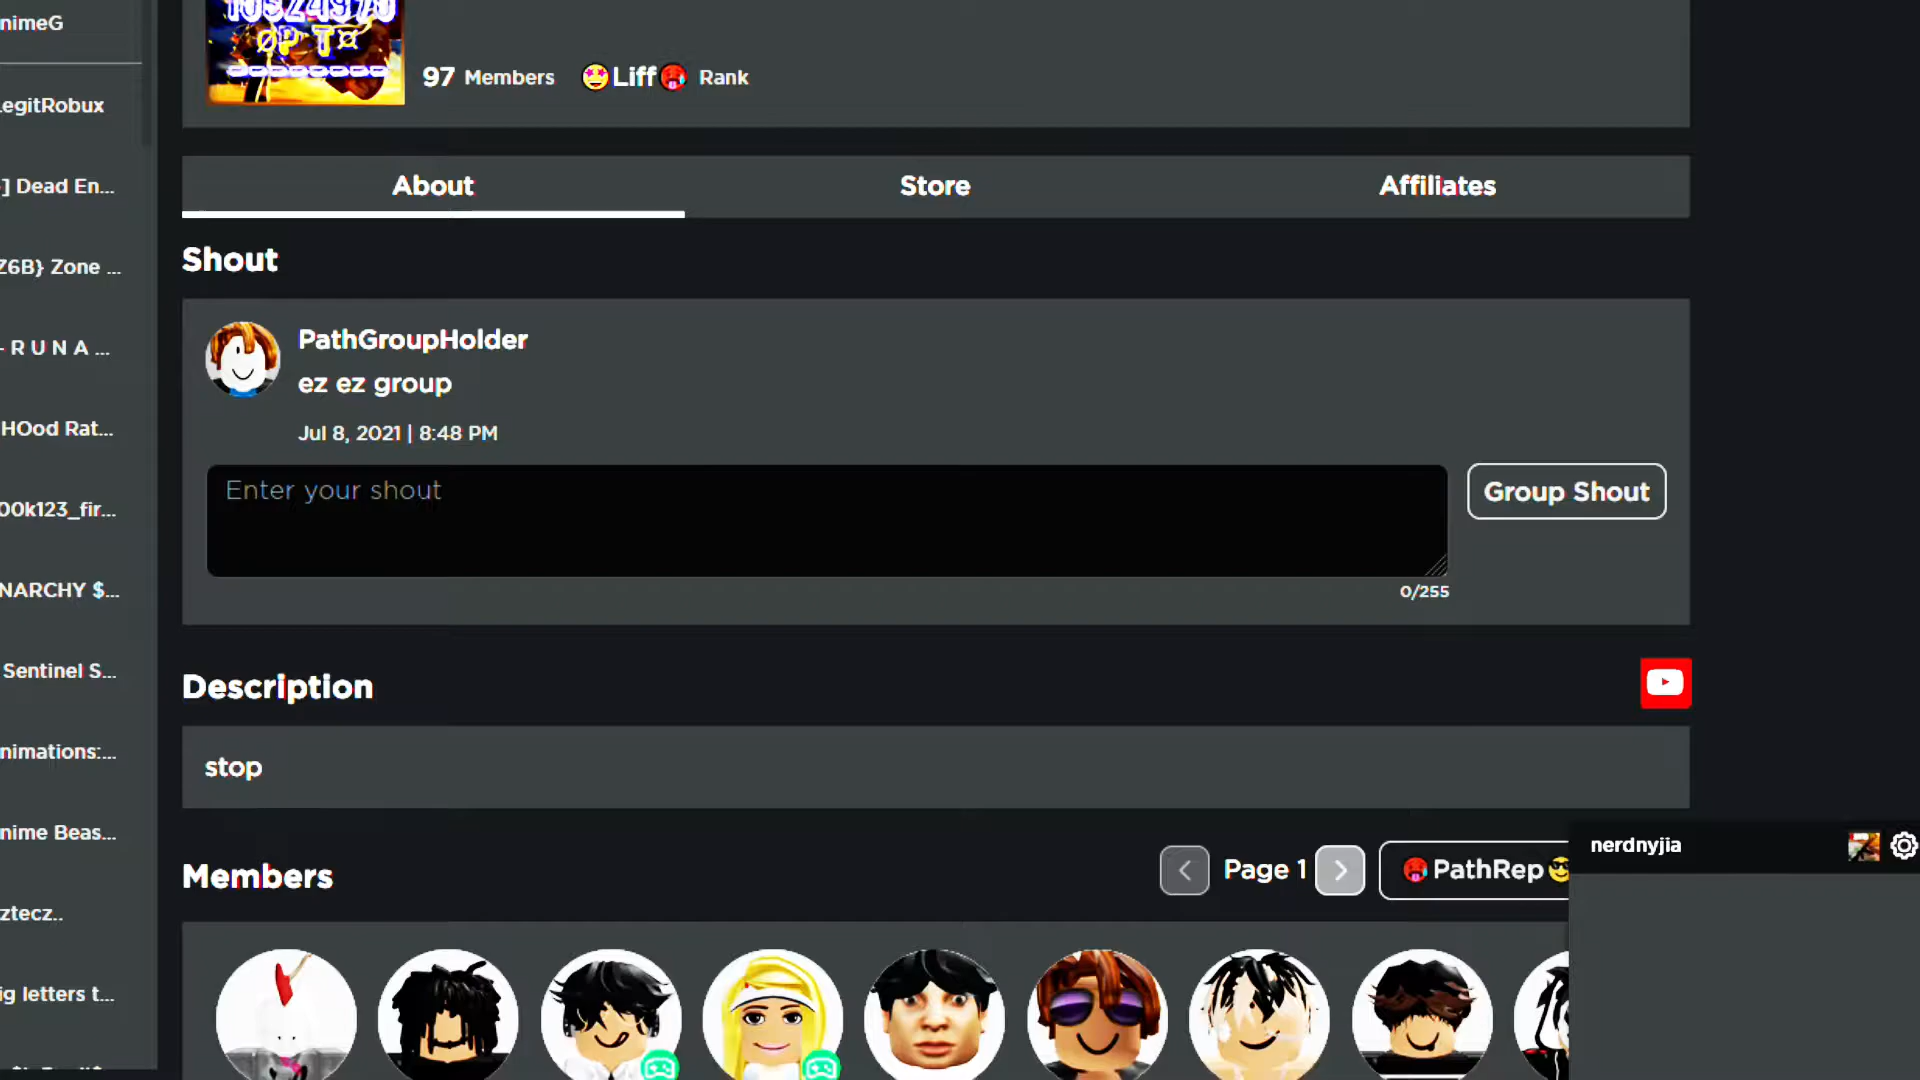 nimeG
egitRobux
] Dead En...
Z6B} Zone ...
- R U N A ...
HOod Rat...
00k123_fir...
NARCHY $...
Sentinel S...
nimations:...
nime Beas...
ztecz..
ig letters t...
97 Members 🤩Liff🥵 Rank
About Store Affiliates
Shout
PathGroupHolder
ez ez group
Jul 8, 2021 | 8:48 PM
Enter your shout
Group Shout
0/255
Description
stop
Members
Page 1
🥵PathRep😎
nerdnyjia